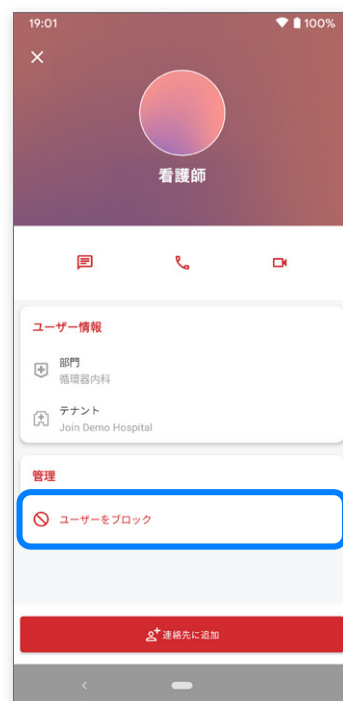 19:01
100%
看護師
ユーザー情報
部門
循環器内科
テナント
Join Demo Hospital
管理
ユーザーをブロック
連絡先に追加